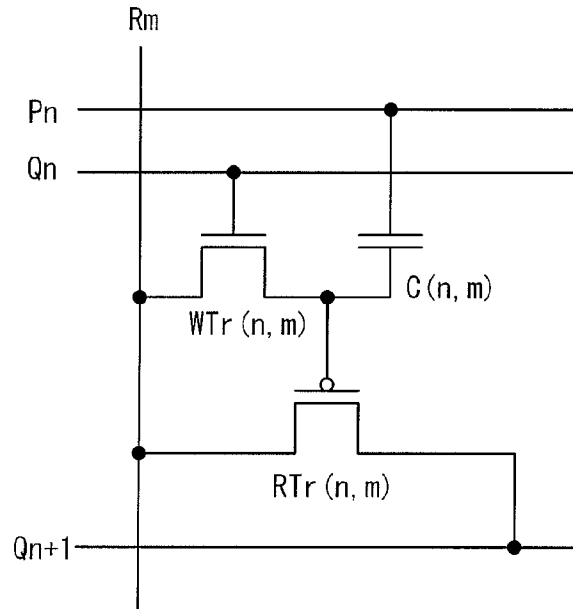 Rm
Pn
Qn
C(n,m)
WTr(n,m)
RTr(n,m)
Qn+1